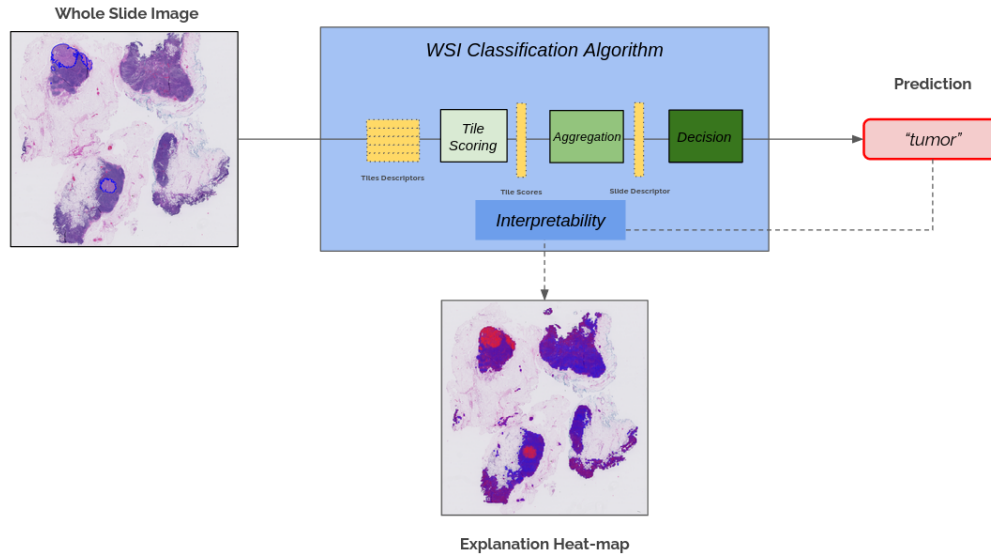 Whole Slide Image
WSI Classification Algorithm
Prediction
Tiles Descriptors
Tile
Scoring
Tile Scores
Aggregation
Slide Descriptor
Decision
“tumor”
Interpretability
Explanation Heat-map